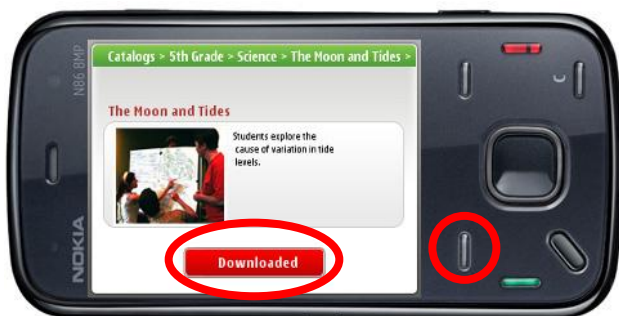 Catalogs > 5th Grade > Science > The Moon and Tides >
The Moon and Tides
Students explore the
cause of variation in tide
levels.
Downloaded
N86 8MP
NOKIA